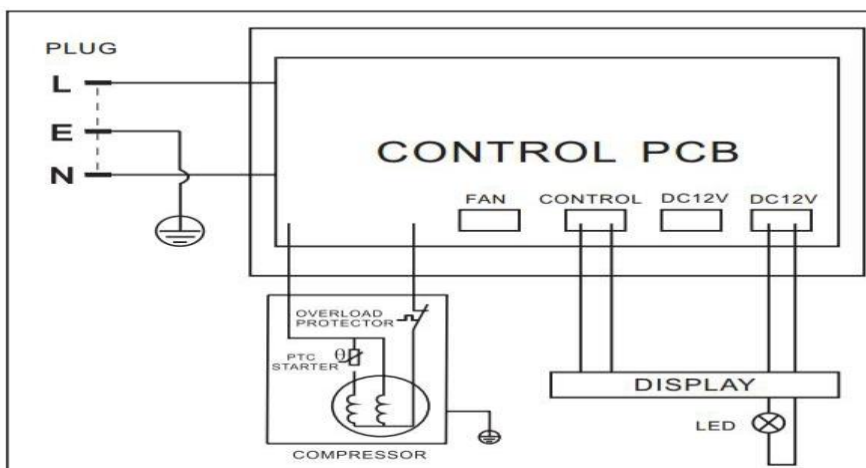 PLUG
L
E
N
CONTROL PCB
FAN
CONTROL
DC12V
DC12V
OVERLOAD
PROTECTOR
PTC
STARTER
θ
COMPRESSOR
DISPLAY
LED